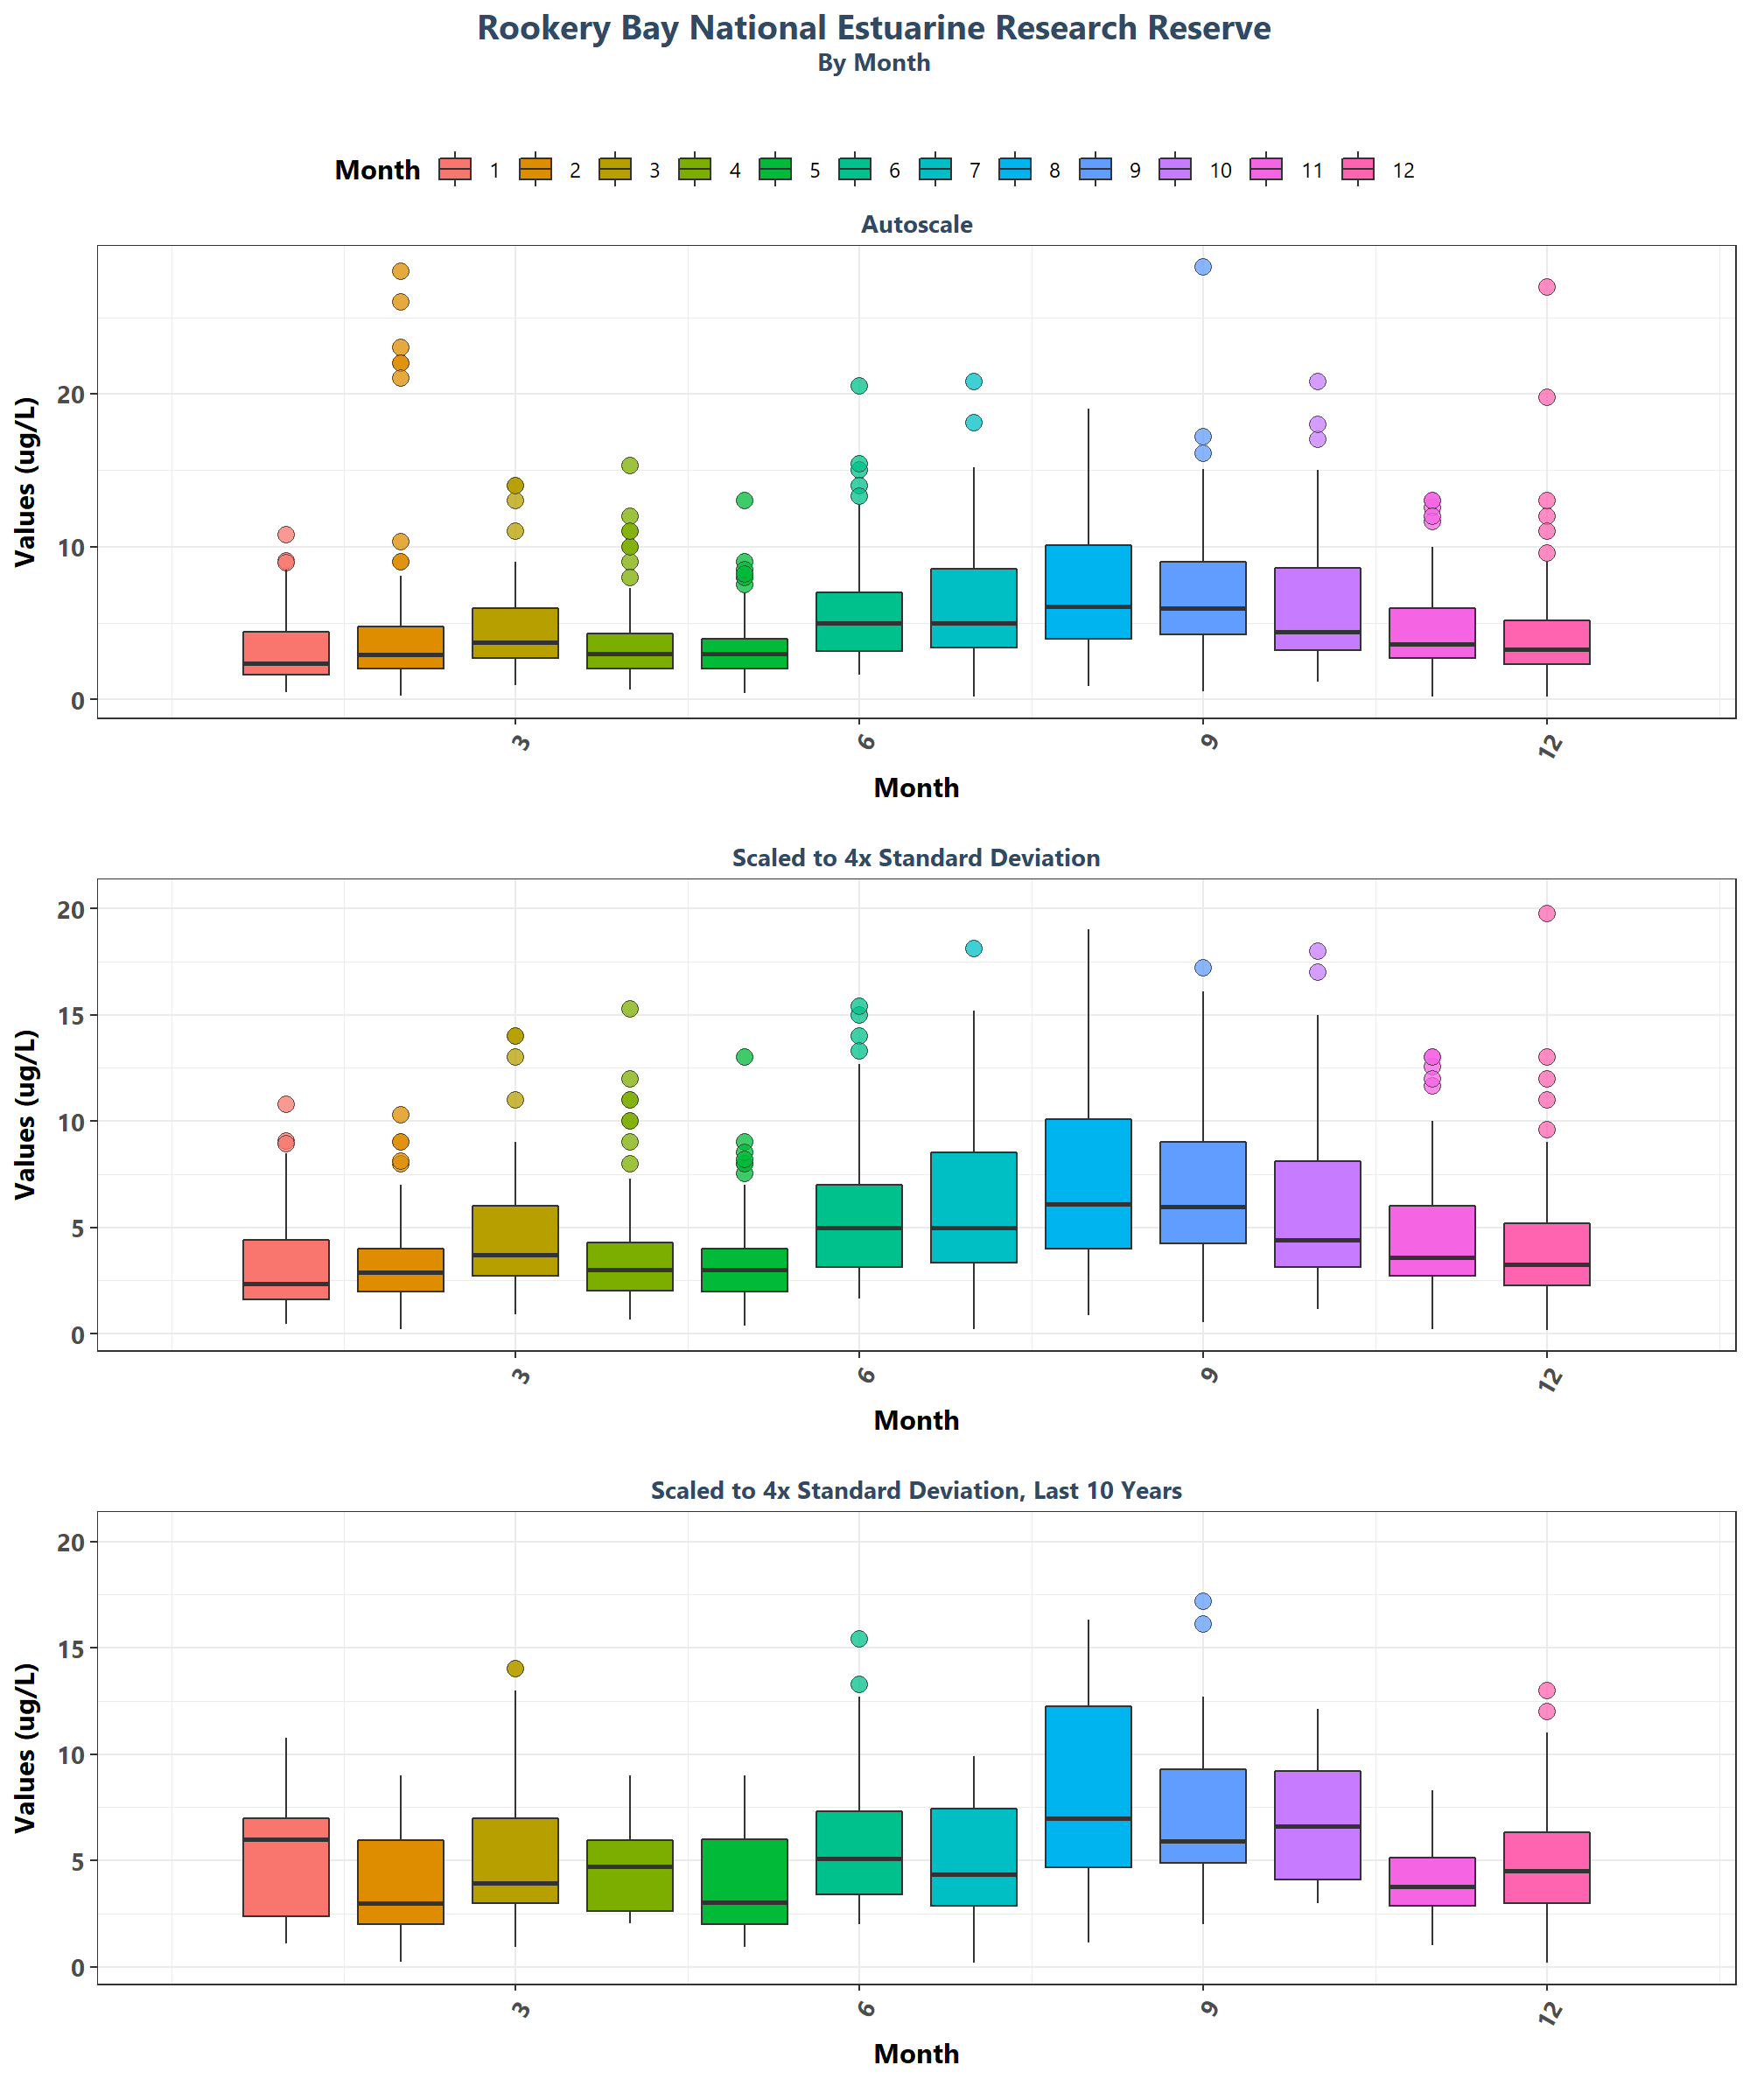 Rookery Bay National Estuarine Research Reserve
By Month
Month 1 2 3 4 5 6 7 8 9 10 11 12
Autoscale
Values (ug/L)
20
10
0
3 6 9 12
Month
Scaled to 4x Standard Deviation
Values (ug/L)
20
15
10
5
0
3 6 9 12
Month
Scaled to 4x Standard Deviation, Last 10 Years
Values (ug/L)
20
15
10
5
0
3 6 9 12
Month